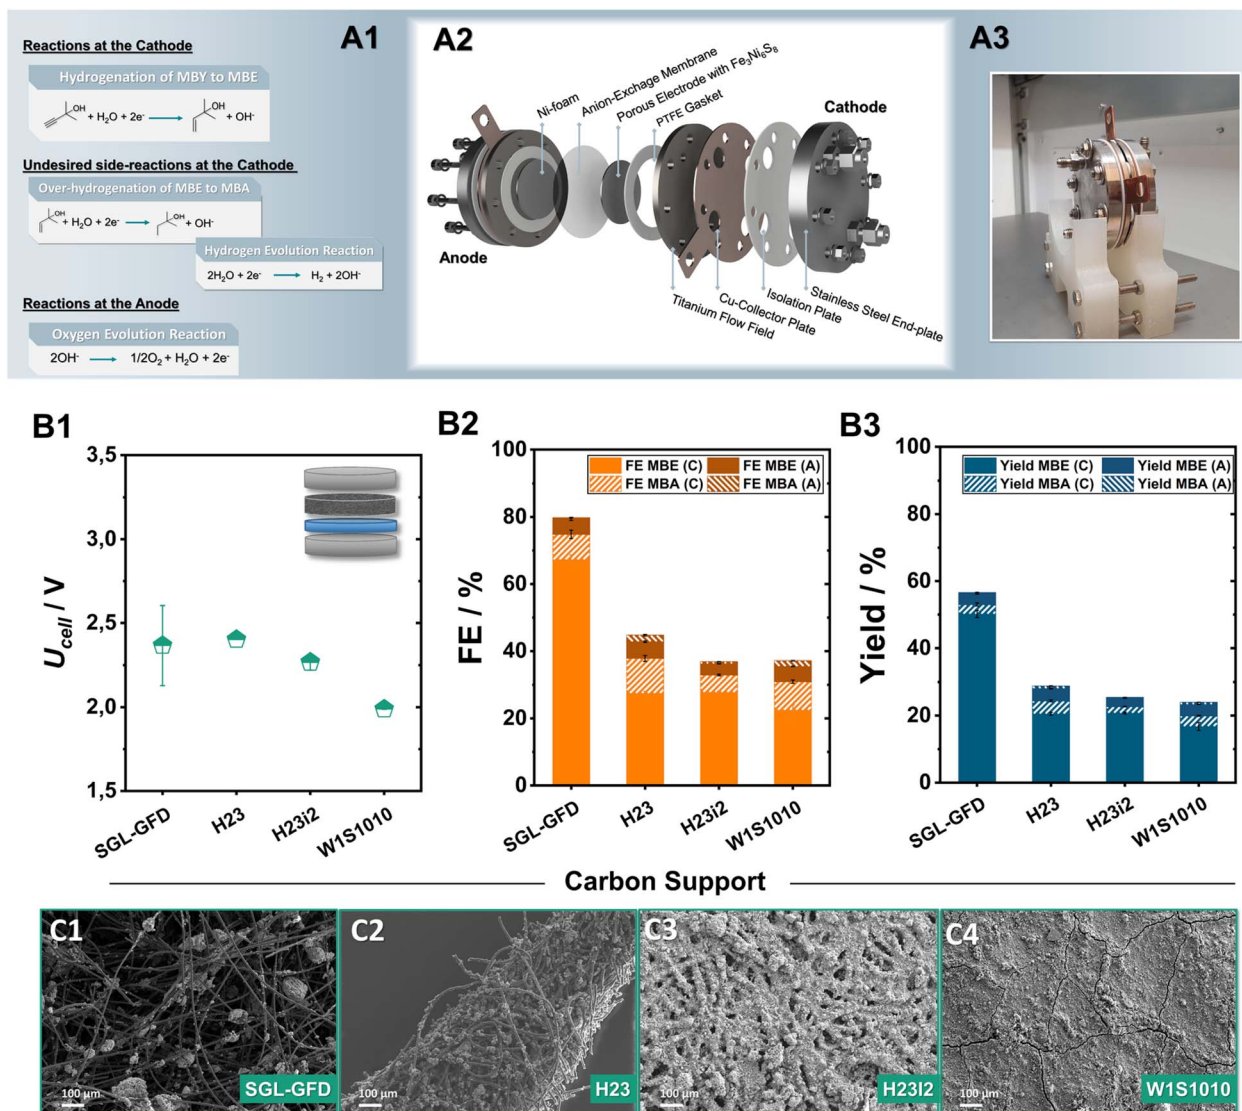 A1
Reactions at the Cathode
Hydrogenation of MBY to MBE
OH + H₂O + 2e⁻ OH + OH⁻
Undesired side-reactions at the Cathode
Over-hydrogenation of MBE to MBA
OH + H₂O + 2e⁻ OH + OH⁻
Hydrogen Evolution Reaction
2H₂O + 2e⁻ H₂ + 2OH⁻
Reactions at the Anode
Oxygen Evolution Reaction
2OH⁻ 1/2O₂ + H₂O + 2e⁻
A2
Ni-foam
Anion-Exchage Membrane
Porous Electrode with Fe₃Ni₆S₈
PTFE Gasket
Cathode
Anode
Titanium Flow Field
Cu-Collector Plate
Isolation Plate
Stainless Steel End-plate
A3
B1
U_cell / V
3,5
3,0
2,5
2,0
1,5
SGL-GFD
H23
H23i2
W1S1010
B2
FE / %
100
80
60
40
20
0
FE MBE (C) FE MBE (A)
FE MBA (C) FE MBA (A)
SGL-GFD
H23
H23i2
W1S1010
B3
Yield / %
100
80
60
40
20
0
Yield MBE (C) Yield MBE (A)
Yield MBA (C) Yield MBA (A)
SGL-GFD
H23
H23i2
W1S1010
Carbon Support
C1
100 µm
SGL-GFD
C2
100 µm
H23
C3
100 µm
H23I2
C4
100 µm
W1S1010